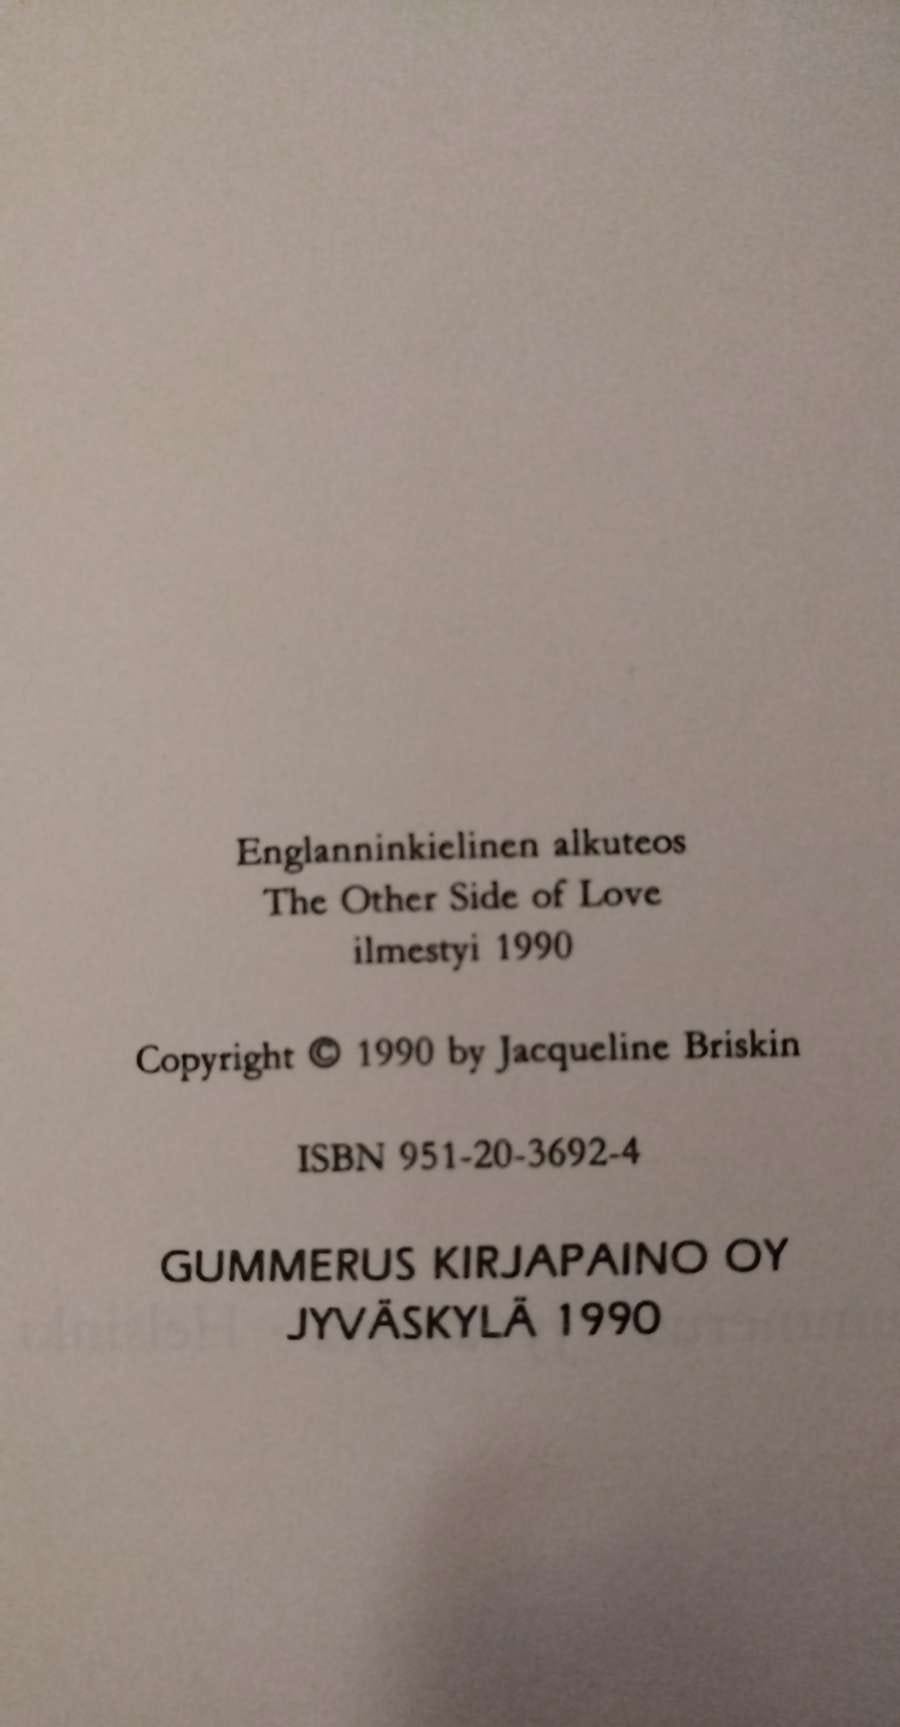 Englanninkielinen alkuteos
The Other Side of Love
ilmestyi 1990
Copyright © 1990 by Jacqueline Briskin
ISBN 951-20-3692-4
GUMMERUS KIRJAPAINO OY
JYVÄSKYLÄ 1990